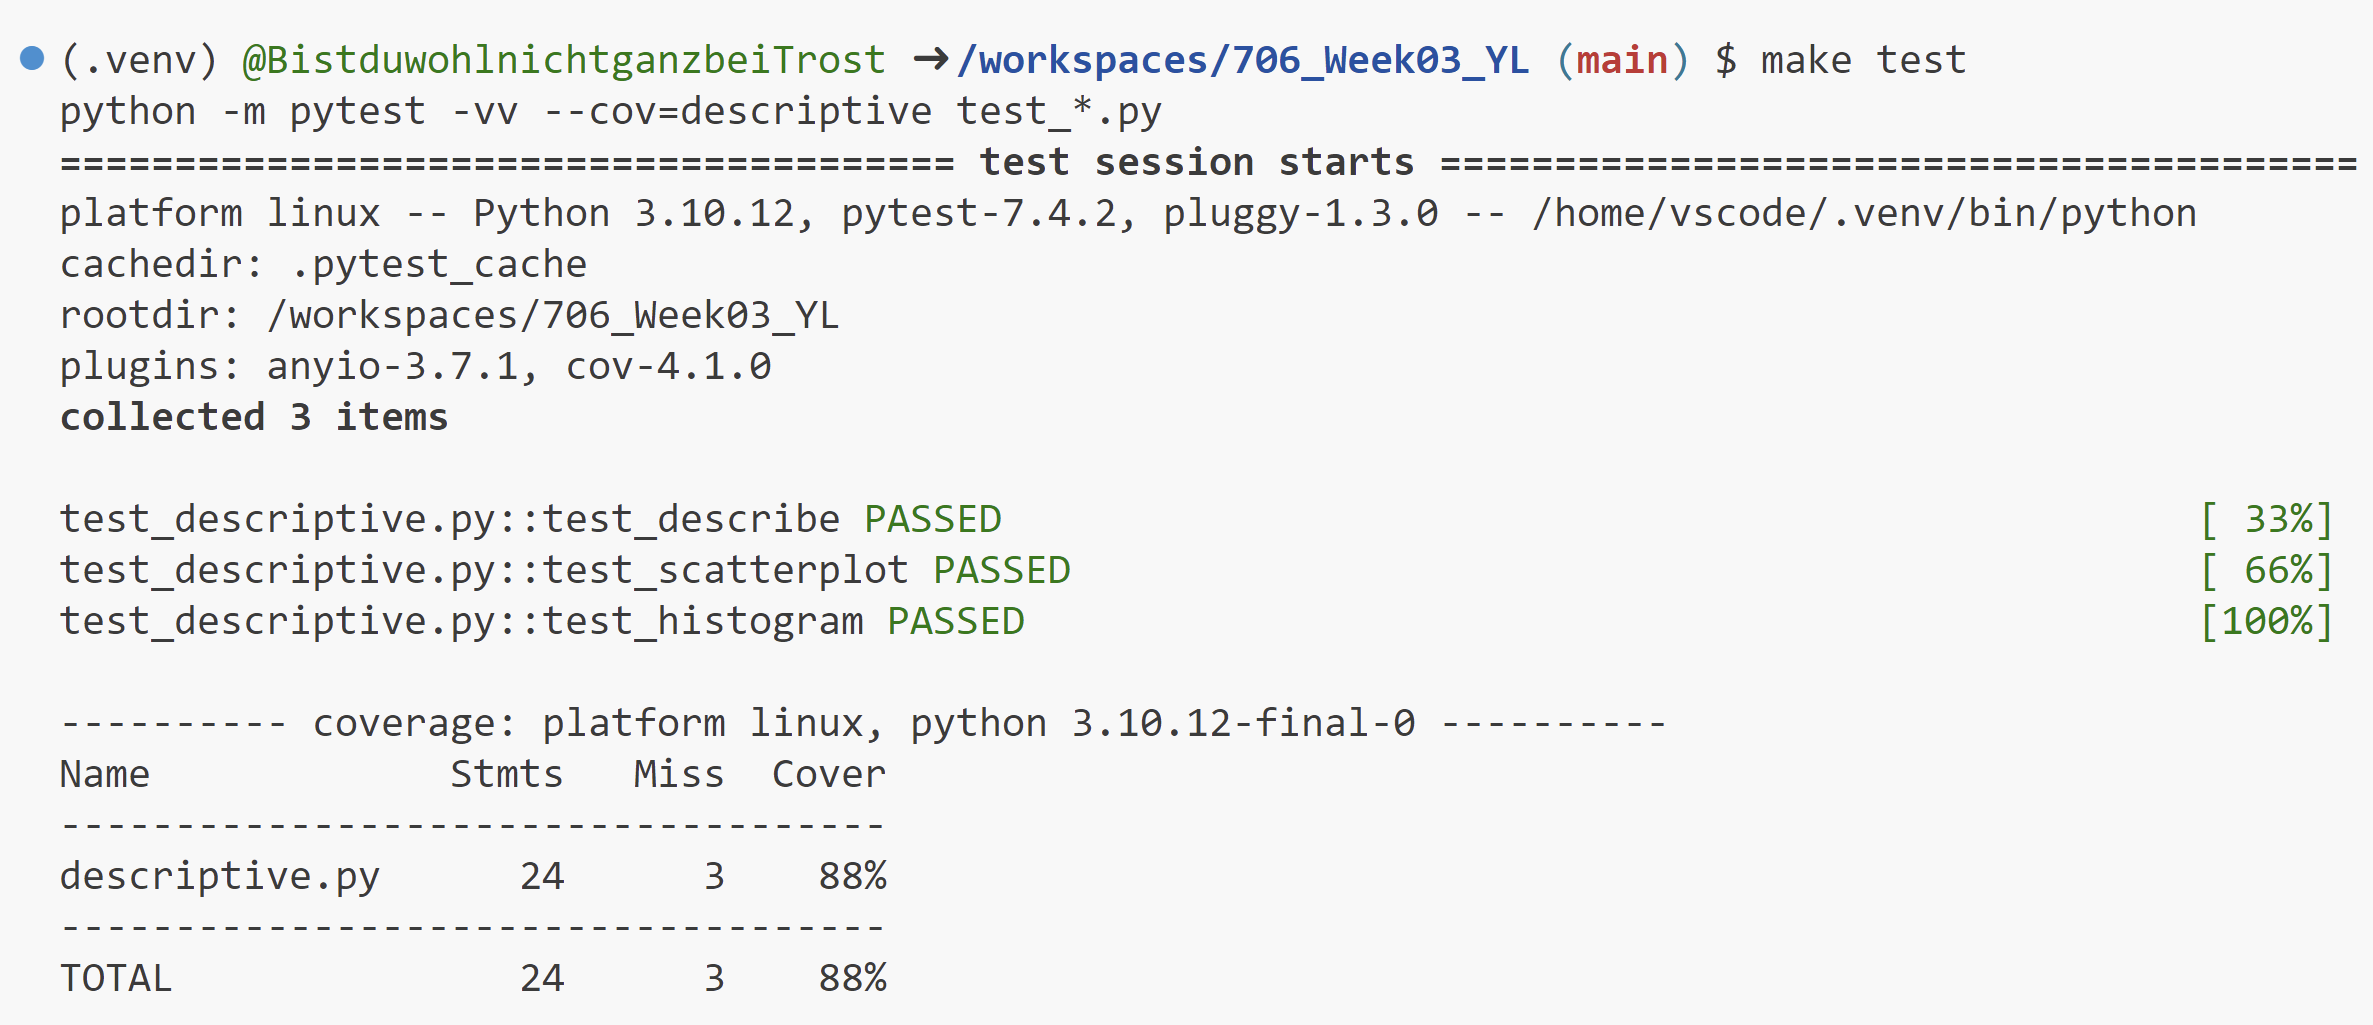 (.venv) @BistduwohlnichtganzbeiTrost ➜ /workspaces/706_Week03_YL (main) $ make test
python -m pytest -vv --cov=descriptive test_*.py
======================================= test session starts ========================================
platform linux -- Python 3.10.12, pytest-7.4.2, pluggy-1.3.0 -- /home/vscode/.venv/bin/python
cachedir: .pytest_cache
rootdir: /workspaces/706_Week03_YL
plugins: anyio-3.7.1, cov-4.1.0
collected 3 items
test_descriptive.py::test_describe PASSED [ 33%]
test_descriptive.py::test_scatterplot PASSED [ 66%]
test_descriptive.py::test_histogram PASSED [100%]
---------- coverage: platform linux, python 3.10.12-final-0 ----------
Name             Stmts   Miss  Cover
------------------------------------
descriptive.py      24      3    88%
------------------------------------
TOTAL               24      3    88%